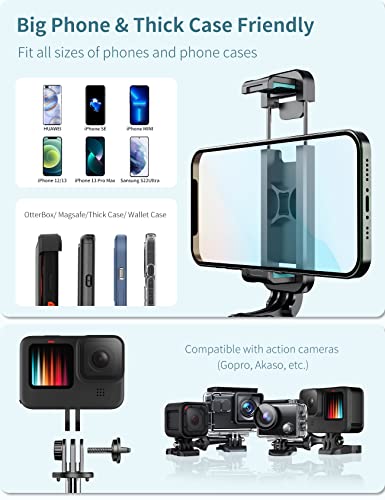 Big Phone & Thick Case Friendly
Fit all sizes of phones and phone cases
HUAWEI
iPhone SE
iPhone MINI
iPhone 12/13
iPhone 13 Pro Max
Samsung S22Ultra
OtterBox/ Magsafe/Thick Case/ Wallet Case
Compatible with action cameras
(Gopro, Akaso, etc.)